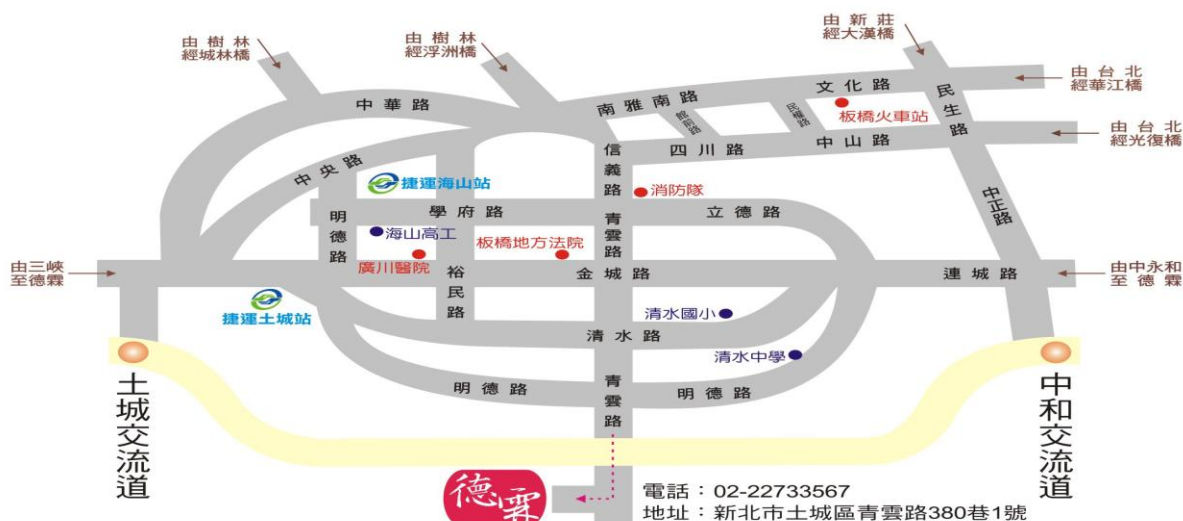 由樹林
經城林橋
由樹林
經浮洲橋
由新莊
經大漢橋
由台北
經華江橋
由台北
經光復橋
中華路
南雅南路
文化路
民生路
館前路
民權路
板橋火車站
四川路
中山路
信義路
中央路
捷運海山站
消防隊
中正路
明德路
學府路
青雲路
立德路
海山高工
板橋地方法院
廣川醫院
由三峽
至德霖
裕民路
金城路
連城路
由中永和
至德霖
捷運土城站
清水國小
清水路
清水中學
明德路
青雲路
明德路
土城交流道
中和交流道
德霖
電話：02-22733567
地址：新北市土城區青雲路380巷1號